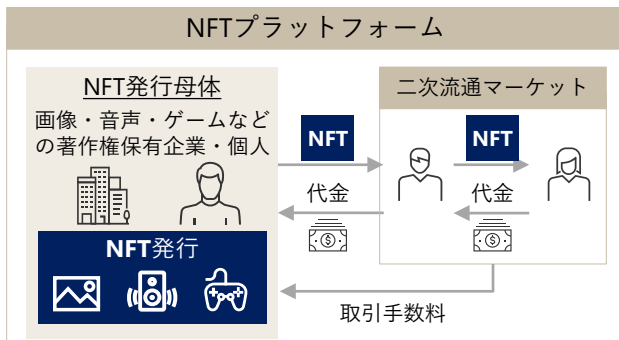 NFTプラットフォーム
NFT発行母体
画像・音声・ゲームなど
の著作権保有企業・個人
NFT発行
NFT
代金
二次流通マーケット
NFT
代金
取引手数料